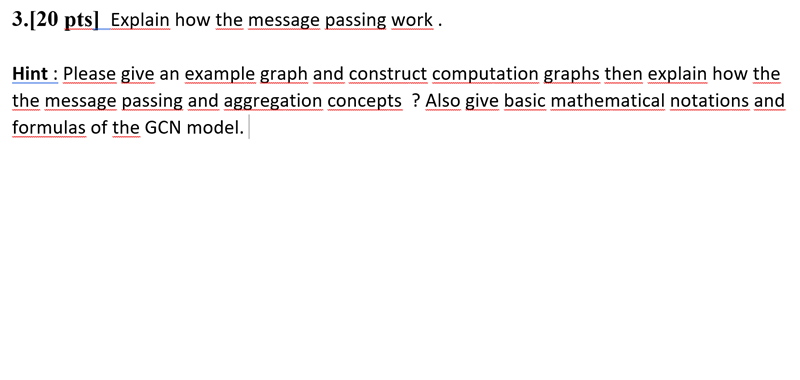 3.[20 pts] Explain how the message passing work .
Hint : Please give an example graph and construct computation graphs then explain how the
the message passing and aggregation concepts ? Also give basic mathematical notations and
formulas of the GCN model.